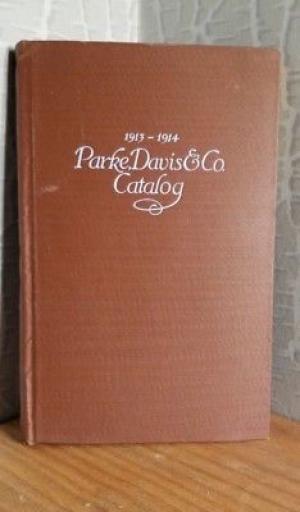 1913-1914
Parke, Davis & Co.
Catalog